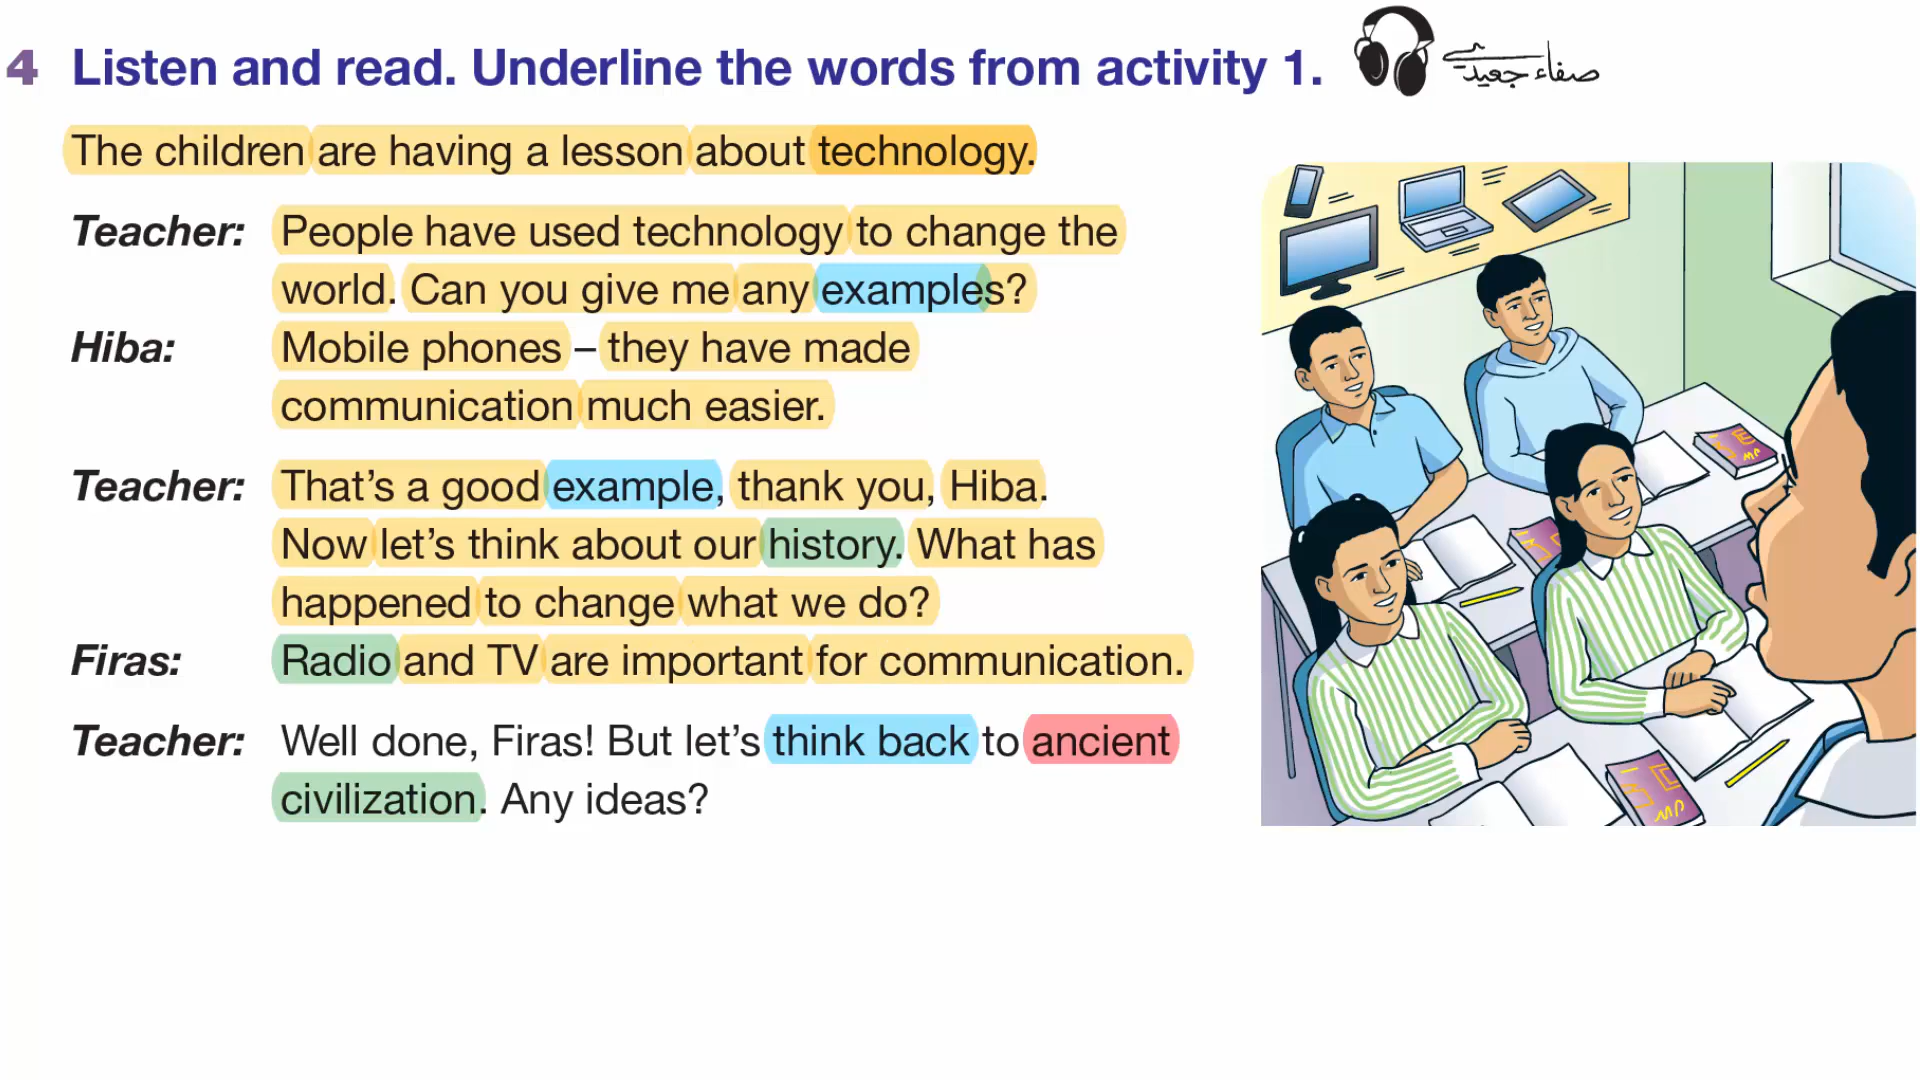 4 Listen and read. Underline the words from activity 1.
صفاء جعيدي
The children are having a lesson about technology.
Teacher: People have used technology to change the
world. Can you give me any examples?
Hiba: Mobile phones – they have made
communication much easier.
Teacher: That’s a good example, thank you, Hiba.
Now let’s think about our history. What has
happened to change what we do?
Firas: Radio and TV are important for communication.
Teacher: Well done, Firas! But let’s think back to ancient
civilization. Any ideas?